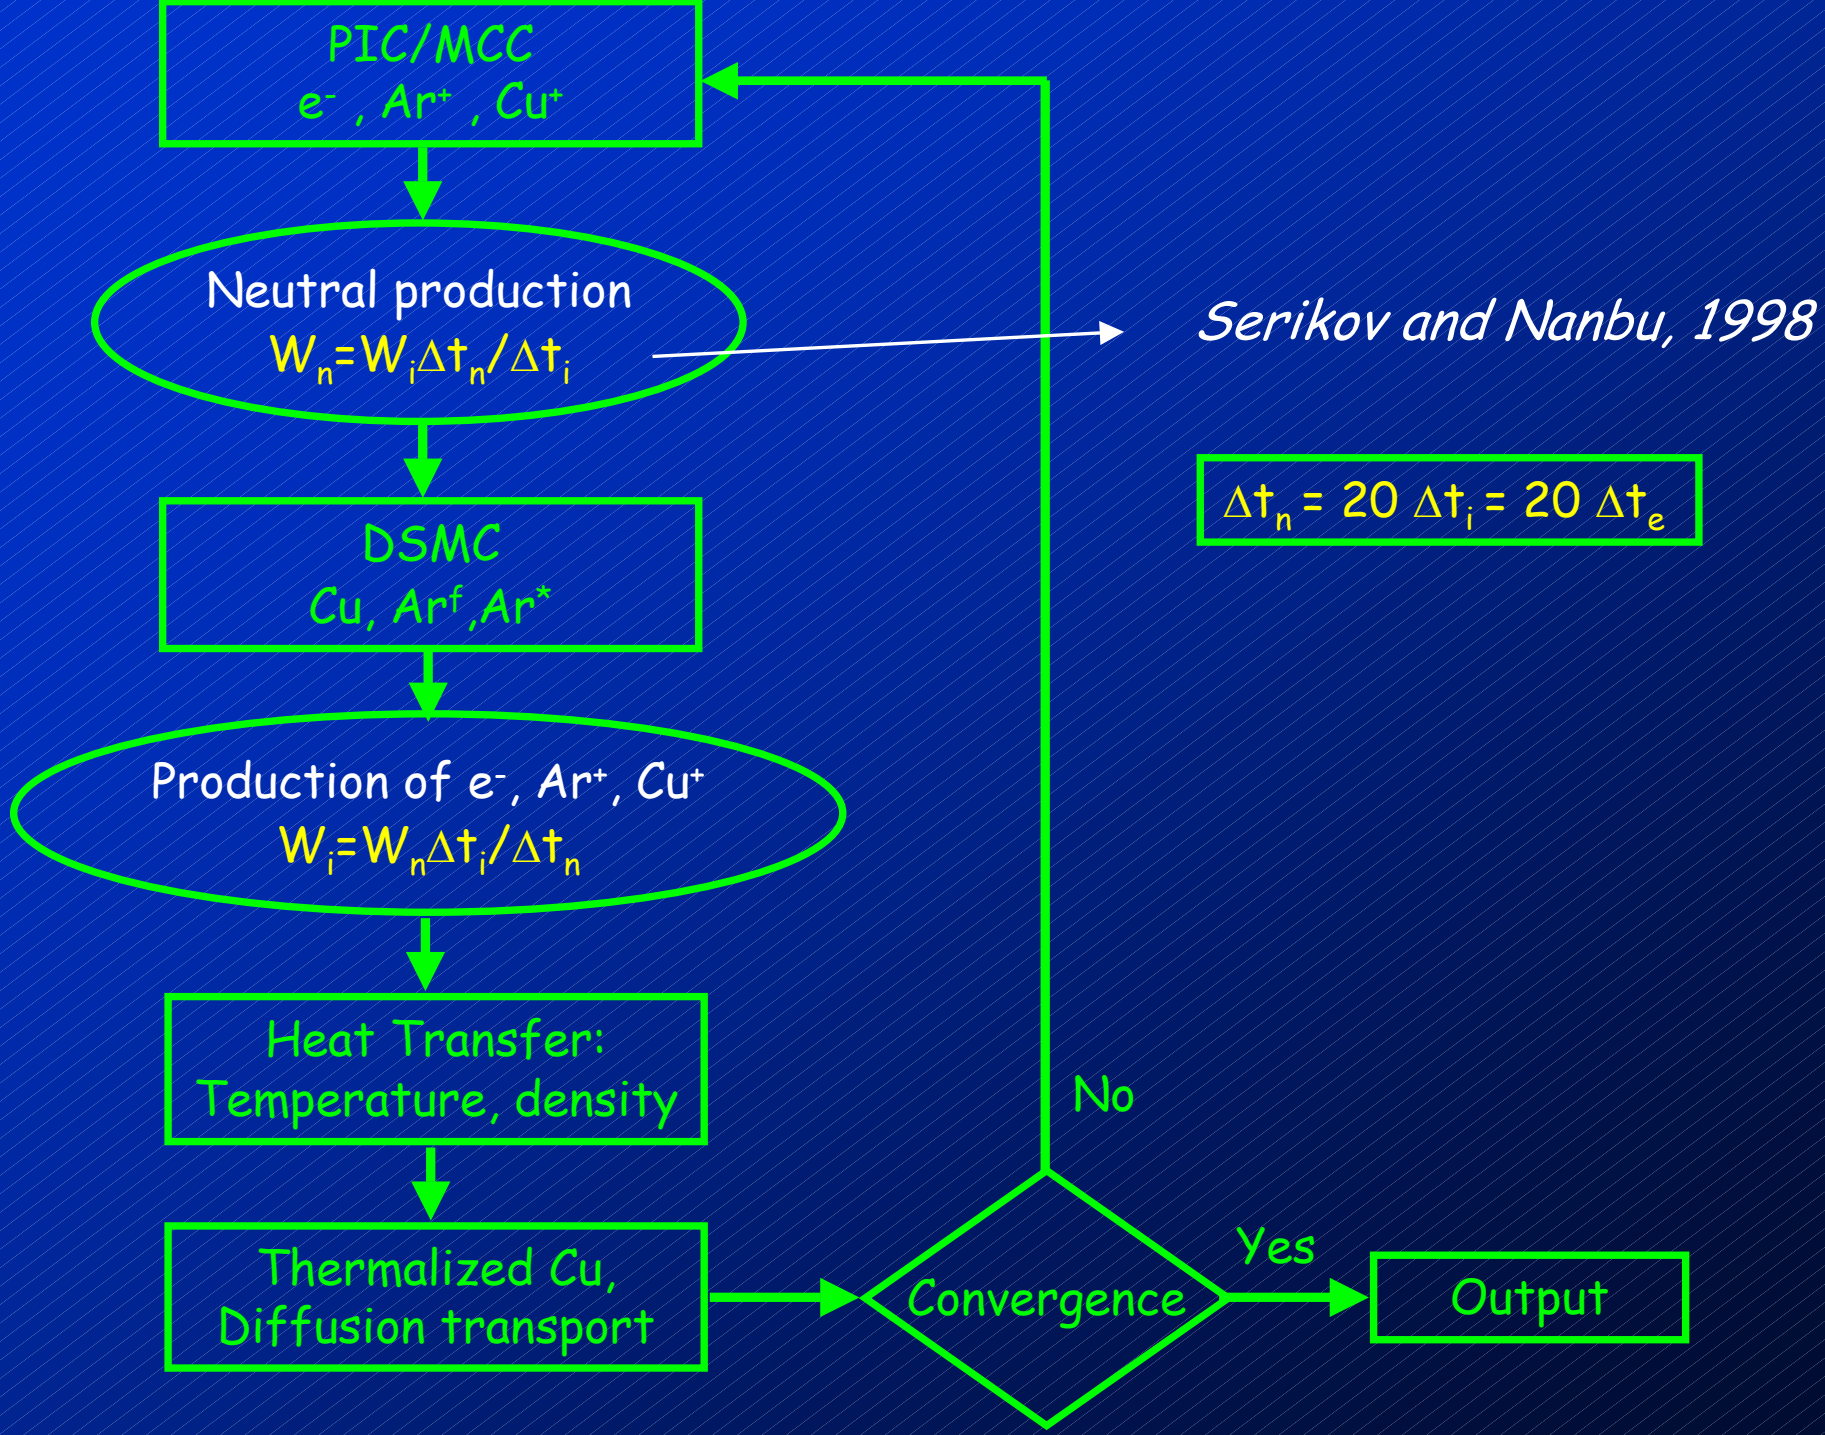 PIC/MCC
e⁻ , Ar⁺ , Cu⁺
Neutral production
Wₙ=WᵢΔtₙ/Δtᵢ
Serikov and Nanbu, 1998
Δtₙ = 20 Δtᵢ = 20 Δtₑ
DSMC
Cu, Arᶠ,Ar*
Production of e⁻, Ar⁺, Cu⁺
Wᵢ=WₙΔtᵢ/Δtₙ
Heat Transfer:
Temperature, density
No
Thermalized Cu,
Diffusion transport
Convergence
Yes
Output